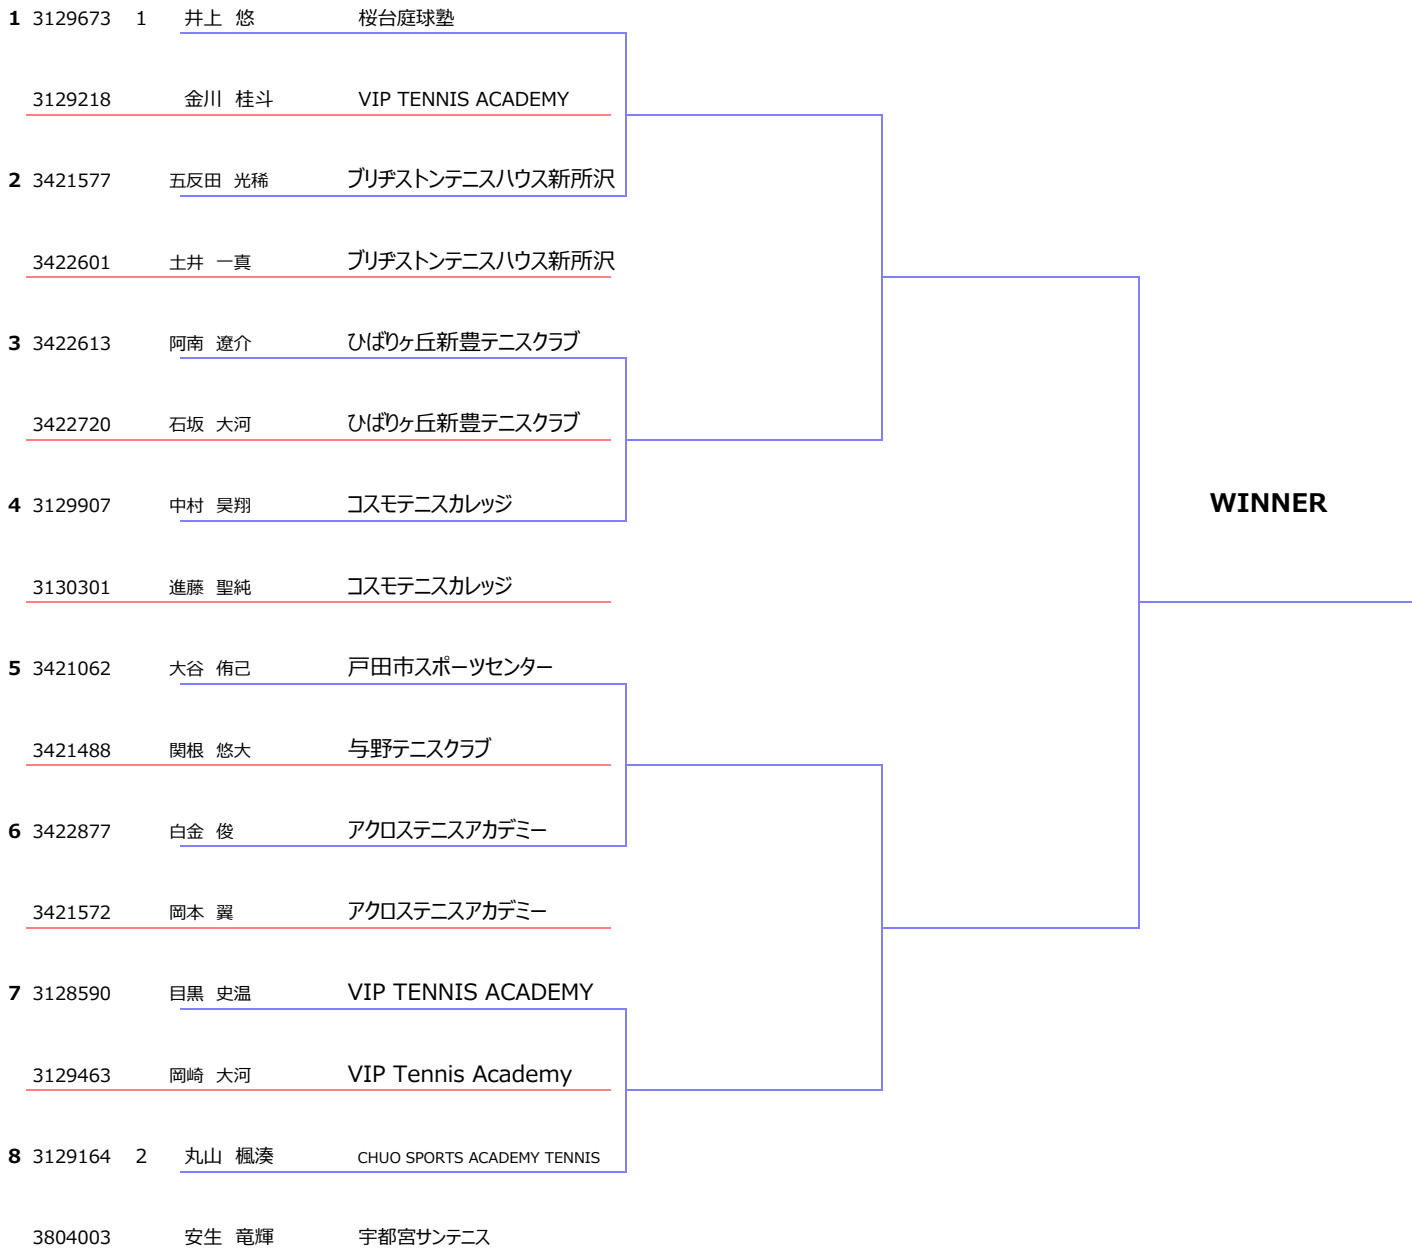 1 3129673 1 井上 悠 桜台庭球塾
3129218 金川 桂斗 VIP TENNIS ACADEMY
2 3421577 五反田 光稀 ブリヂストンテニスハウス新所沢
3422601 土井 一真 ブリヂストンテニスハウス新所沢
3 3422613 阿南 遼介 ひばりヶ丘新豊テニスクラブ
3422720 石坂 大河 ひばりヶ丘新豊テニスクラブ
4 3129907 中村 昊翔 コスモテニスカレッジ
WINNER
3130301 進藤 聖純 コスモテニスカレッジ
5 3421062 大谷 侑己 戸田市スポーツセンター
3421488 関根 悠大 与野テニスクラブ
6 3422877 白金 俊 アクロステニスアカデミー
3421572 岡本 翼 アクロステニスアカデミー
7 3128590 目黒 史温 VIP TENNIS ACADEMY
3129463 岡崎 大河 VIP Tennis Academy
8 3129164 2 丸山 楓湊 CHUO SPORTS ACADEMY TENNIS
3804003 安生 竜輝 宇都宮サンテニス